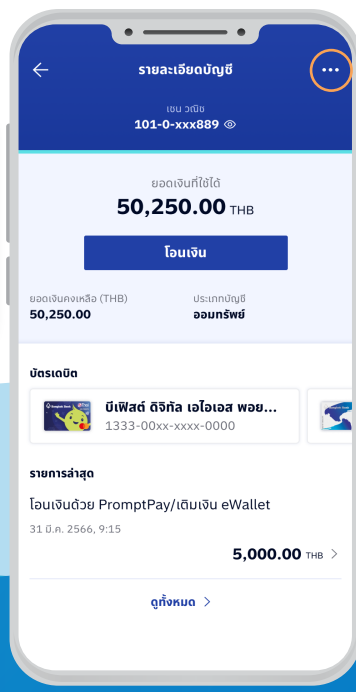 รายละเอียดบัญชี
เชน วณิช
101-0-xxx889
ยอดเงินที่ใช้ได้
50,250.00 THB
โอนเงิน
ยอดเงินคงเหลือ (THB) ประเภทบัญชี
50,250.00 ออมทรัพย์
บัตรเดบิต
Bangkok Bank
บีเฟิสต์ ดิจิทัล เอไอเอส พอย...
1333-00xx-xxxx-0000
รายการล่าสุด
โอนเงินด้วย PromptPay/เติมเงิน eWallet
31 มี.ค. 2566, 9:15
5,000.00 THB >
ดูทั้งหมด >